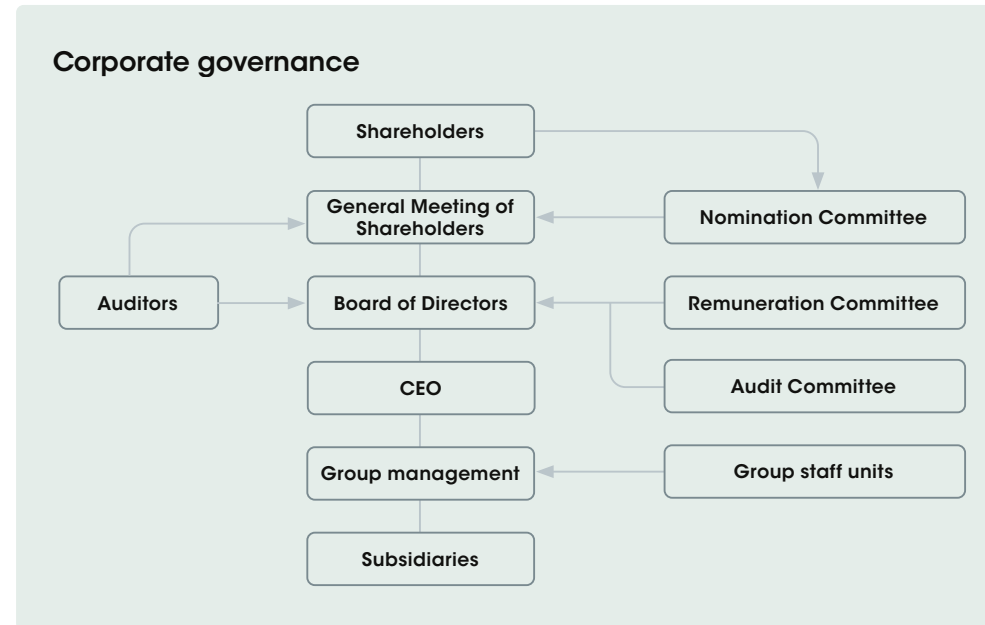 Corporate governance
Shareholders
General Meeting of
Shareholders
Nomination Committee
Auditors
Board of Directors
Remuneration Committee
CEO
Audit Committee
Group management
Group staff units
Subsidiaries